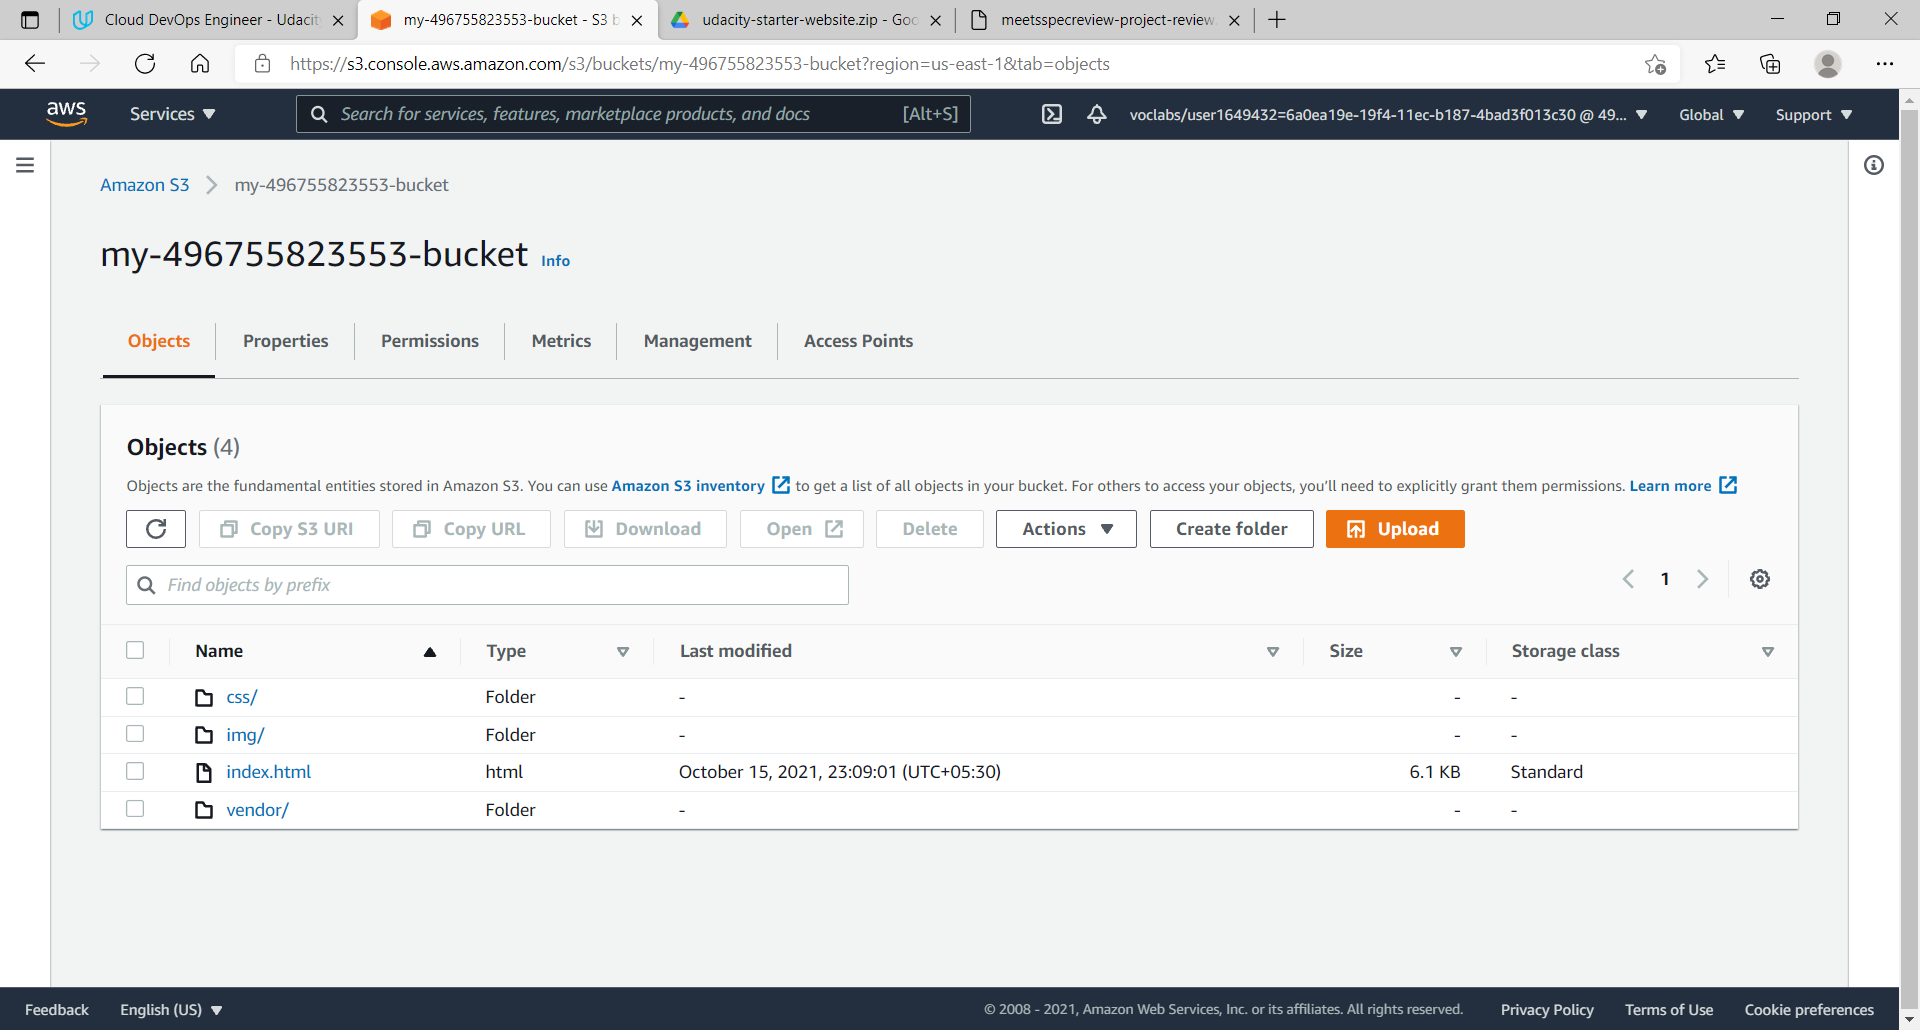 Cloud DevOps Engineer - Udaci
my-496755823553-bucket - S3 b
udacity-starter-website.zip - Goo
meetsspecreview-project-review.
https://s3.console.aws.amazon.com/s3/buckets/my-496755823553-bucket?region=us-east-1&tab=objects
aws
Services
Search for services, features, marketplace products, and docs [Alt+S]
voclabs/user1649432=6a0ea19e-19f4-11ec-b187-4bad3f013c30 @ 49...
Global
Support
Amazon S3 my-496755823553-bucket
my-496755823553-bucket Info
Objects Properties Permissions Metrics Management Access Points
Objects (4)
Objects are the fundamental entities stored in Amazon S3. You can use Amazon S3 inventory to get a list of all objects in your bucket. For others to access your objects, you'll need to explicitly grant them permissions. Learn more
Copy S3 URI Copy URL Download Open Delete Actions Create folder Upload
Find objects by prefix
1
Name Type Last modified Size Storage class
css/ Folder - - -
img/ Folder - - -
index.html html October 15, 2021, 23:09:01 (UTC+05:30) 6.1 KB Standard
vendor/ Folder - - -
Feedback English (US) © 2008 - 2021, Amazon Web Services, Inc. or its affiliates. All rights reserved. Privacy Policy Terms of Use Cookie preferences